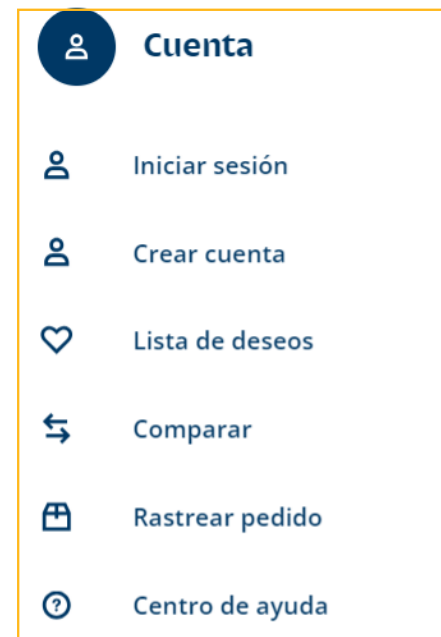 Cuenta
Iniciar sesión
Crear cuenta
Lista de deseos
Comparar
Rastrear pedido
Centro de ayuda